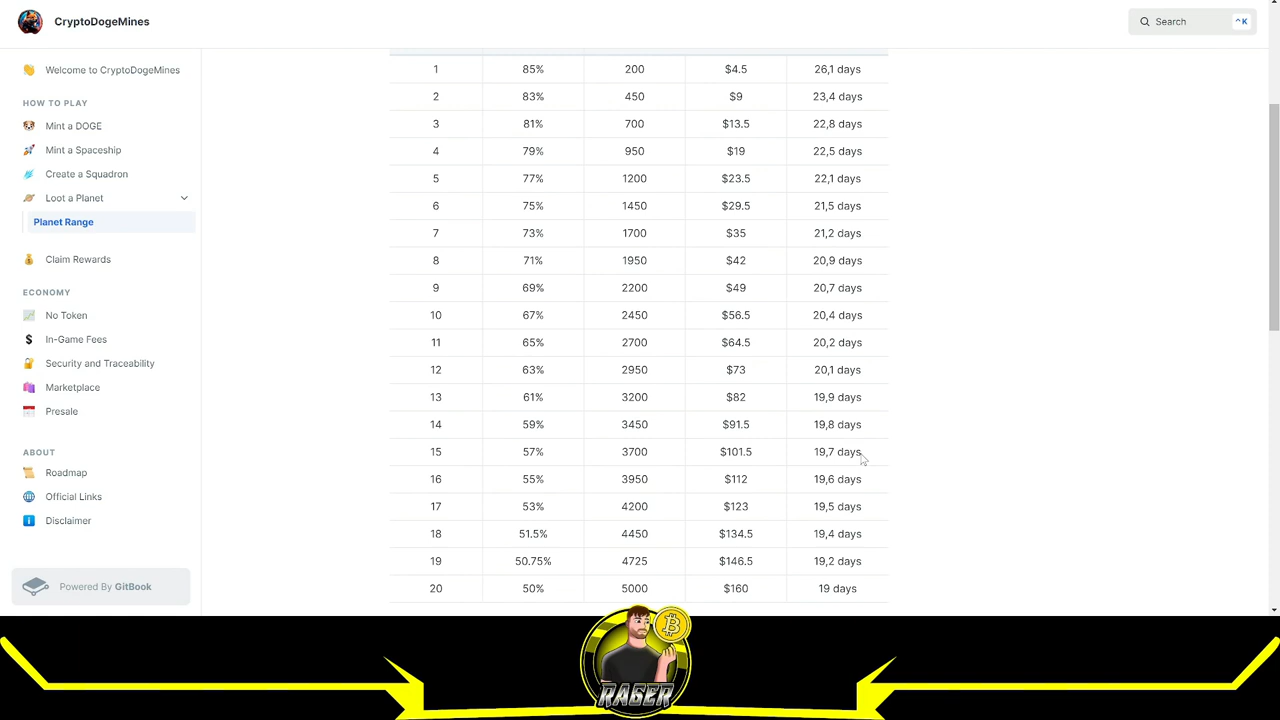 CryptoDogeMines
Search ^K
Welcome to CryptoDogeMines
HOW TO PLAY
Mint a DOGE
Mint a Spaceship
Create a Squadron
Loot a Planet
Planet Range
Claim Rewards
ECONOMY
No Token
In-Game Fees
Security and Traceability
Marketplace
Presale
ABOUT
Roadmap
Official Links
Disclaimer
Powered By GitBook
1 85% 200 $4.5 26,1 days
2 83% 450 $9 23,4 days
3 81% 700 $13.5 22,8 days
4 79% 950 $19 22,5 days
5 77% 1200 $23.5 22,1 days
6 75% 1450 $29.5 21,5 days
7 73% 1700 $35 21,2 days
8 71% 1950 $42 20,9 days
9 69% 2200 $49 20,7 days
10 67% 2450 $56.5 20,4 days
11 65% 2700 $64.5 20,2 days
12 63% 2950 $73 20,1 days
13 61% 3200 $82 19,9 days
14 59% 3450 $91.5 19,8 days
15 57% 3700 $101.5 19,7 days
16 55% 3950 $112 19,6 days
17 53% 4200 $123 19,5 days
18 51.5% 4450 $134.5 19,4 days
19 50.75% 4725 $146.5 19,2 days
20 50% 5000 $160 19 days
RAGER